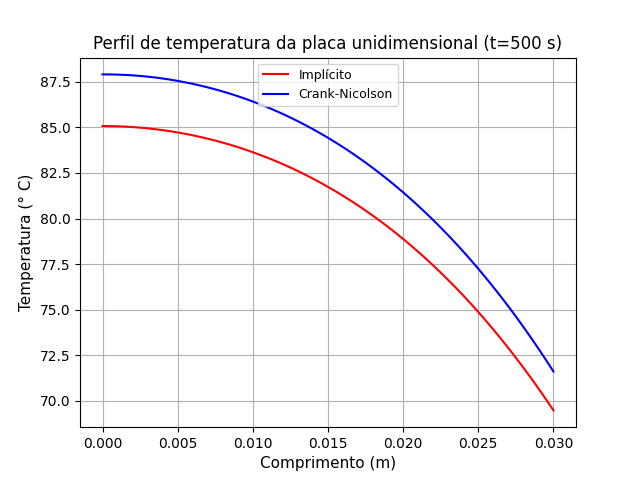 Perfil de temperatura da placa unidimensional (t=500 s)
Implícito
Crank-Nicolson
Temperatura (° C)
87.5
85.0
82.5
80.0
77.5
75.0
72.5
70.0
0.000 0.005 0.010 0.015 0.020 0.025 0.030
Comprimento (m)